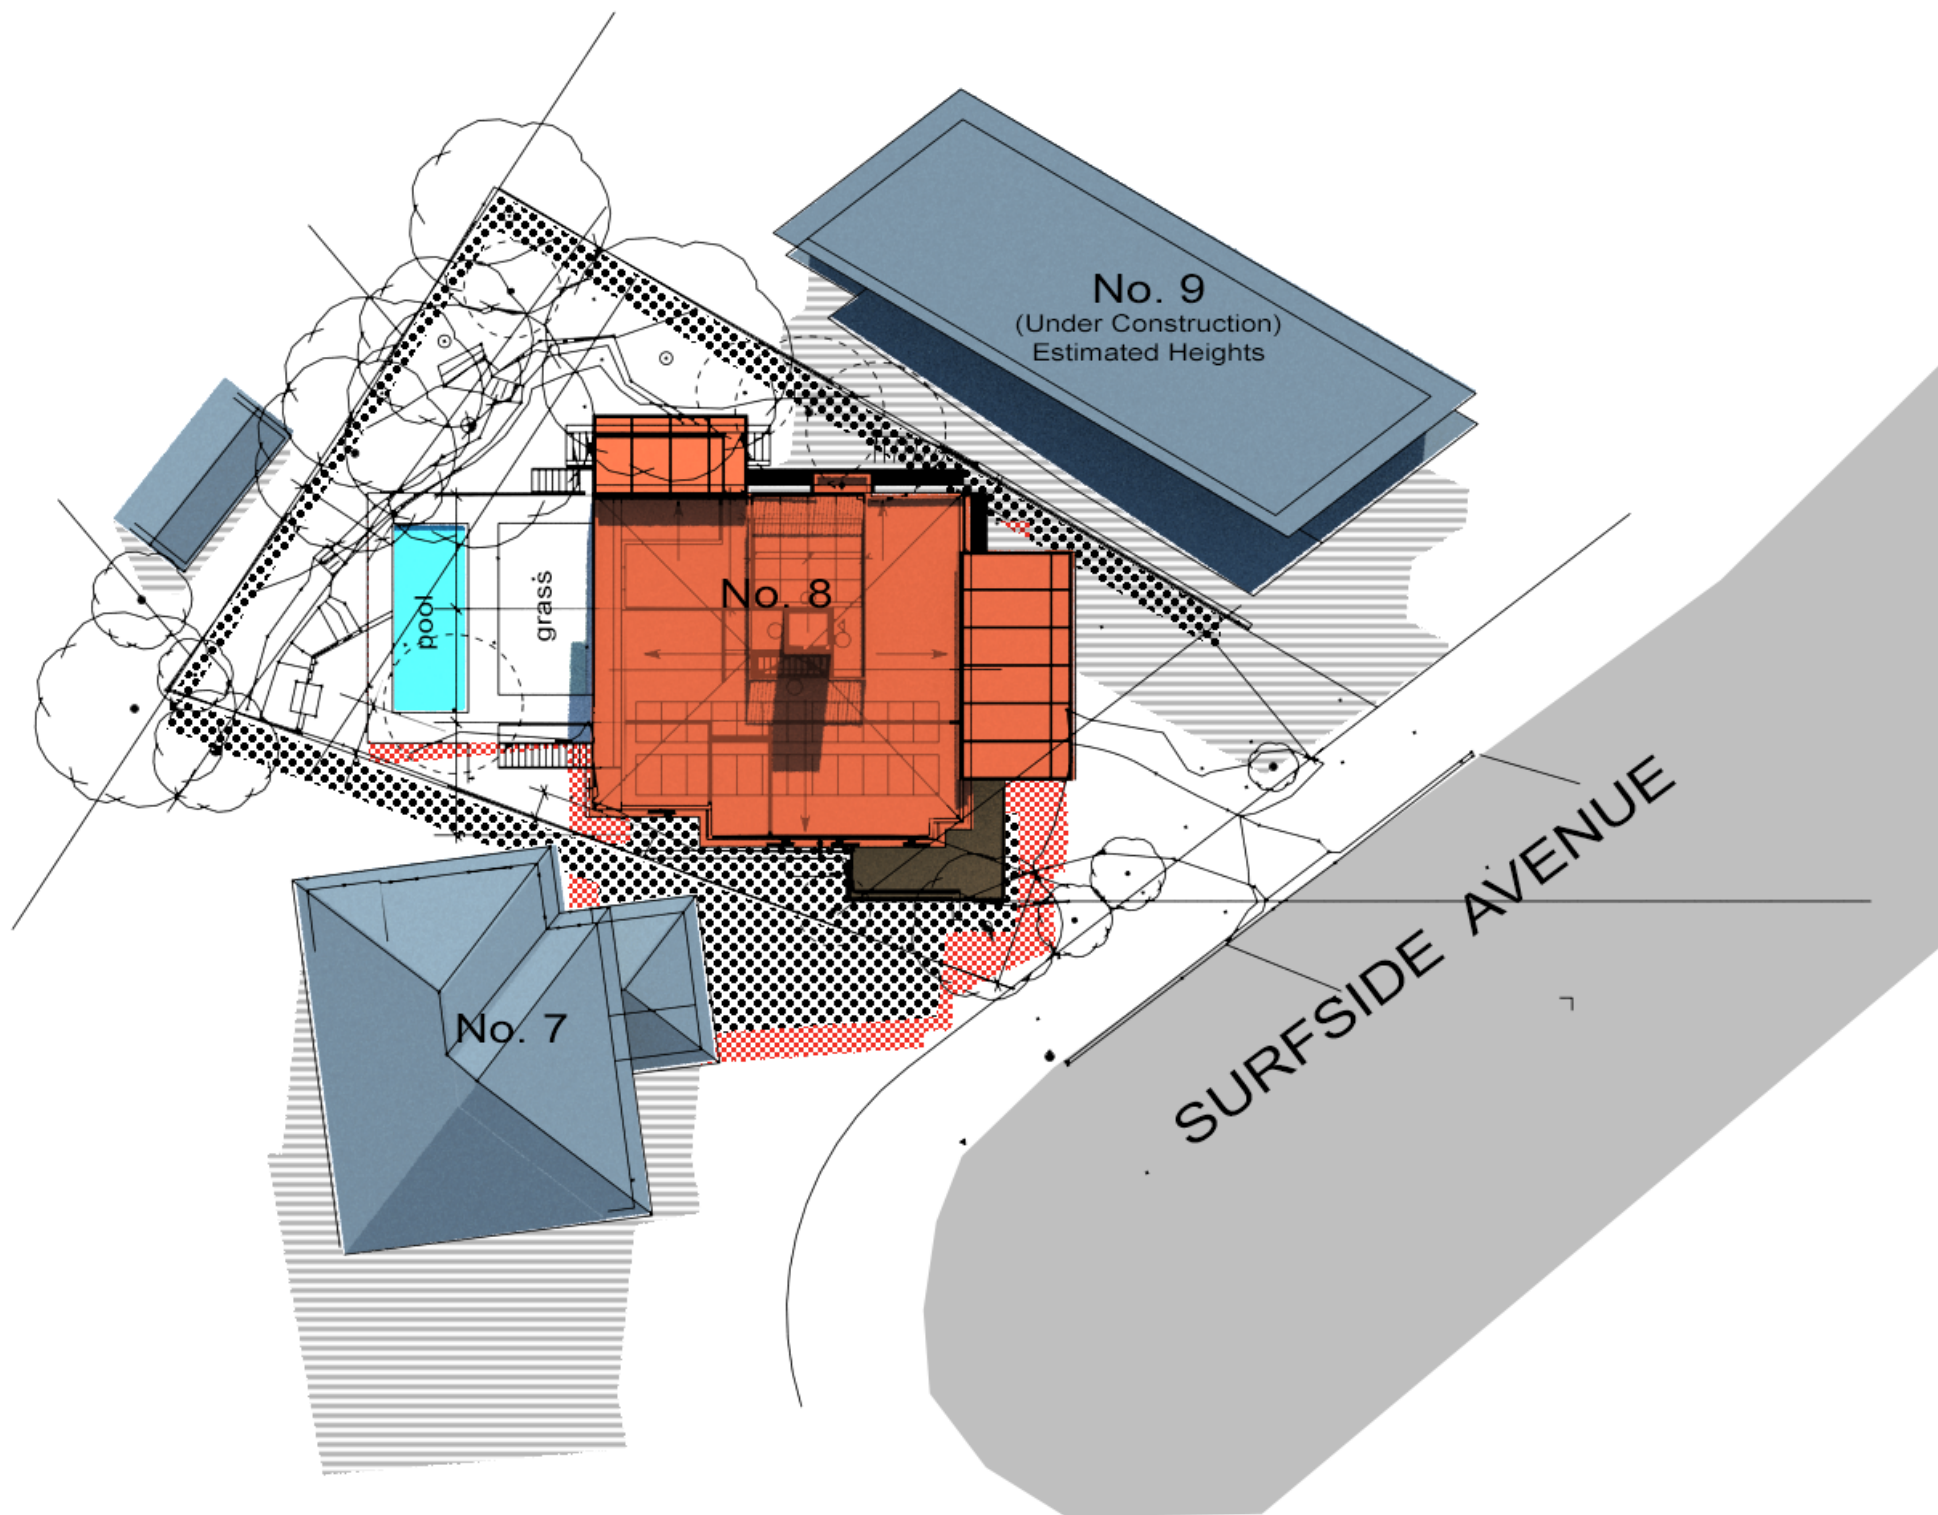 No. 9
(Under Construction)
Estimated Heights
No. 8
pool
grass
No. 7
SURFSIDE AVENUE